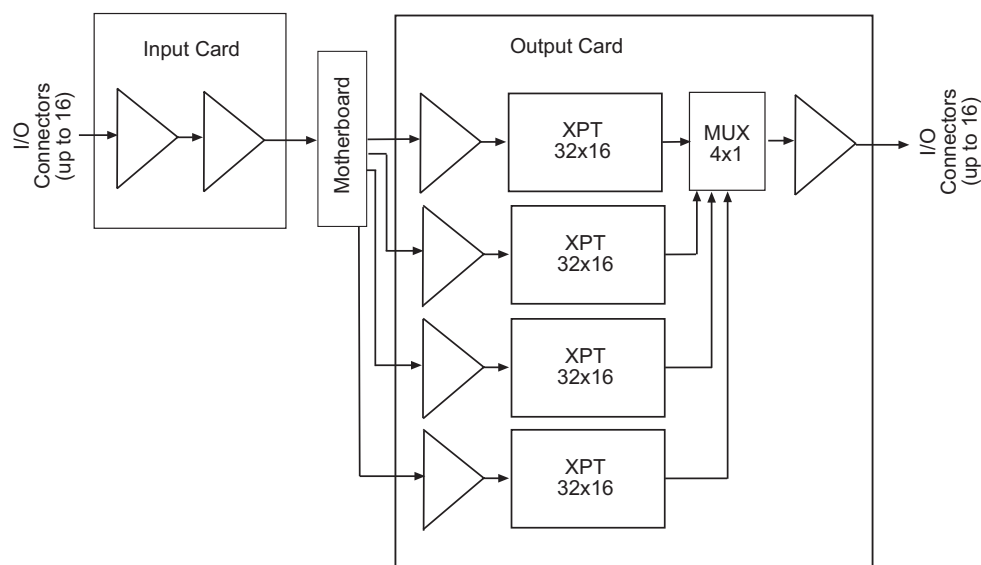 Input Card
Output Card
I/O
Connectors
(up to 16)
Motherboard
XPT
32x16
MUX
4x1
I/O
Connectors
(up to 16)
XPT
32x16
XPT
32x16
XPT
32x16